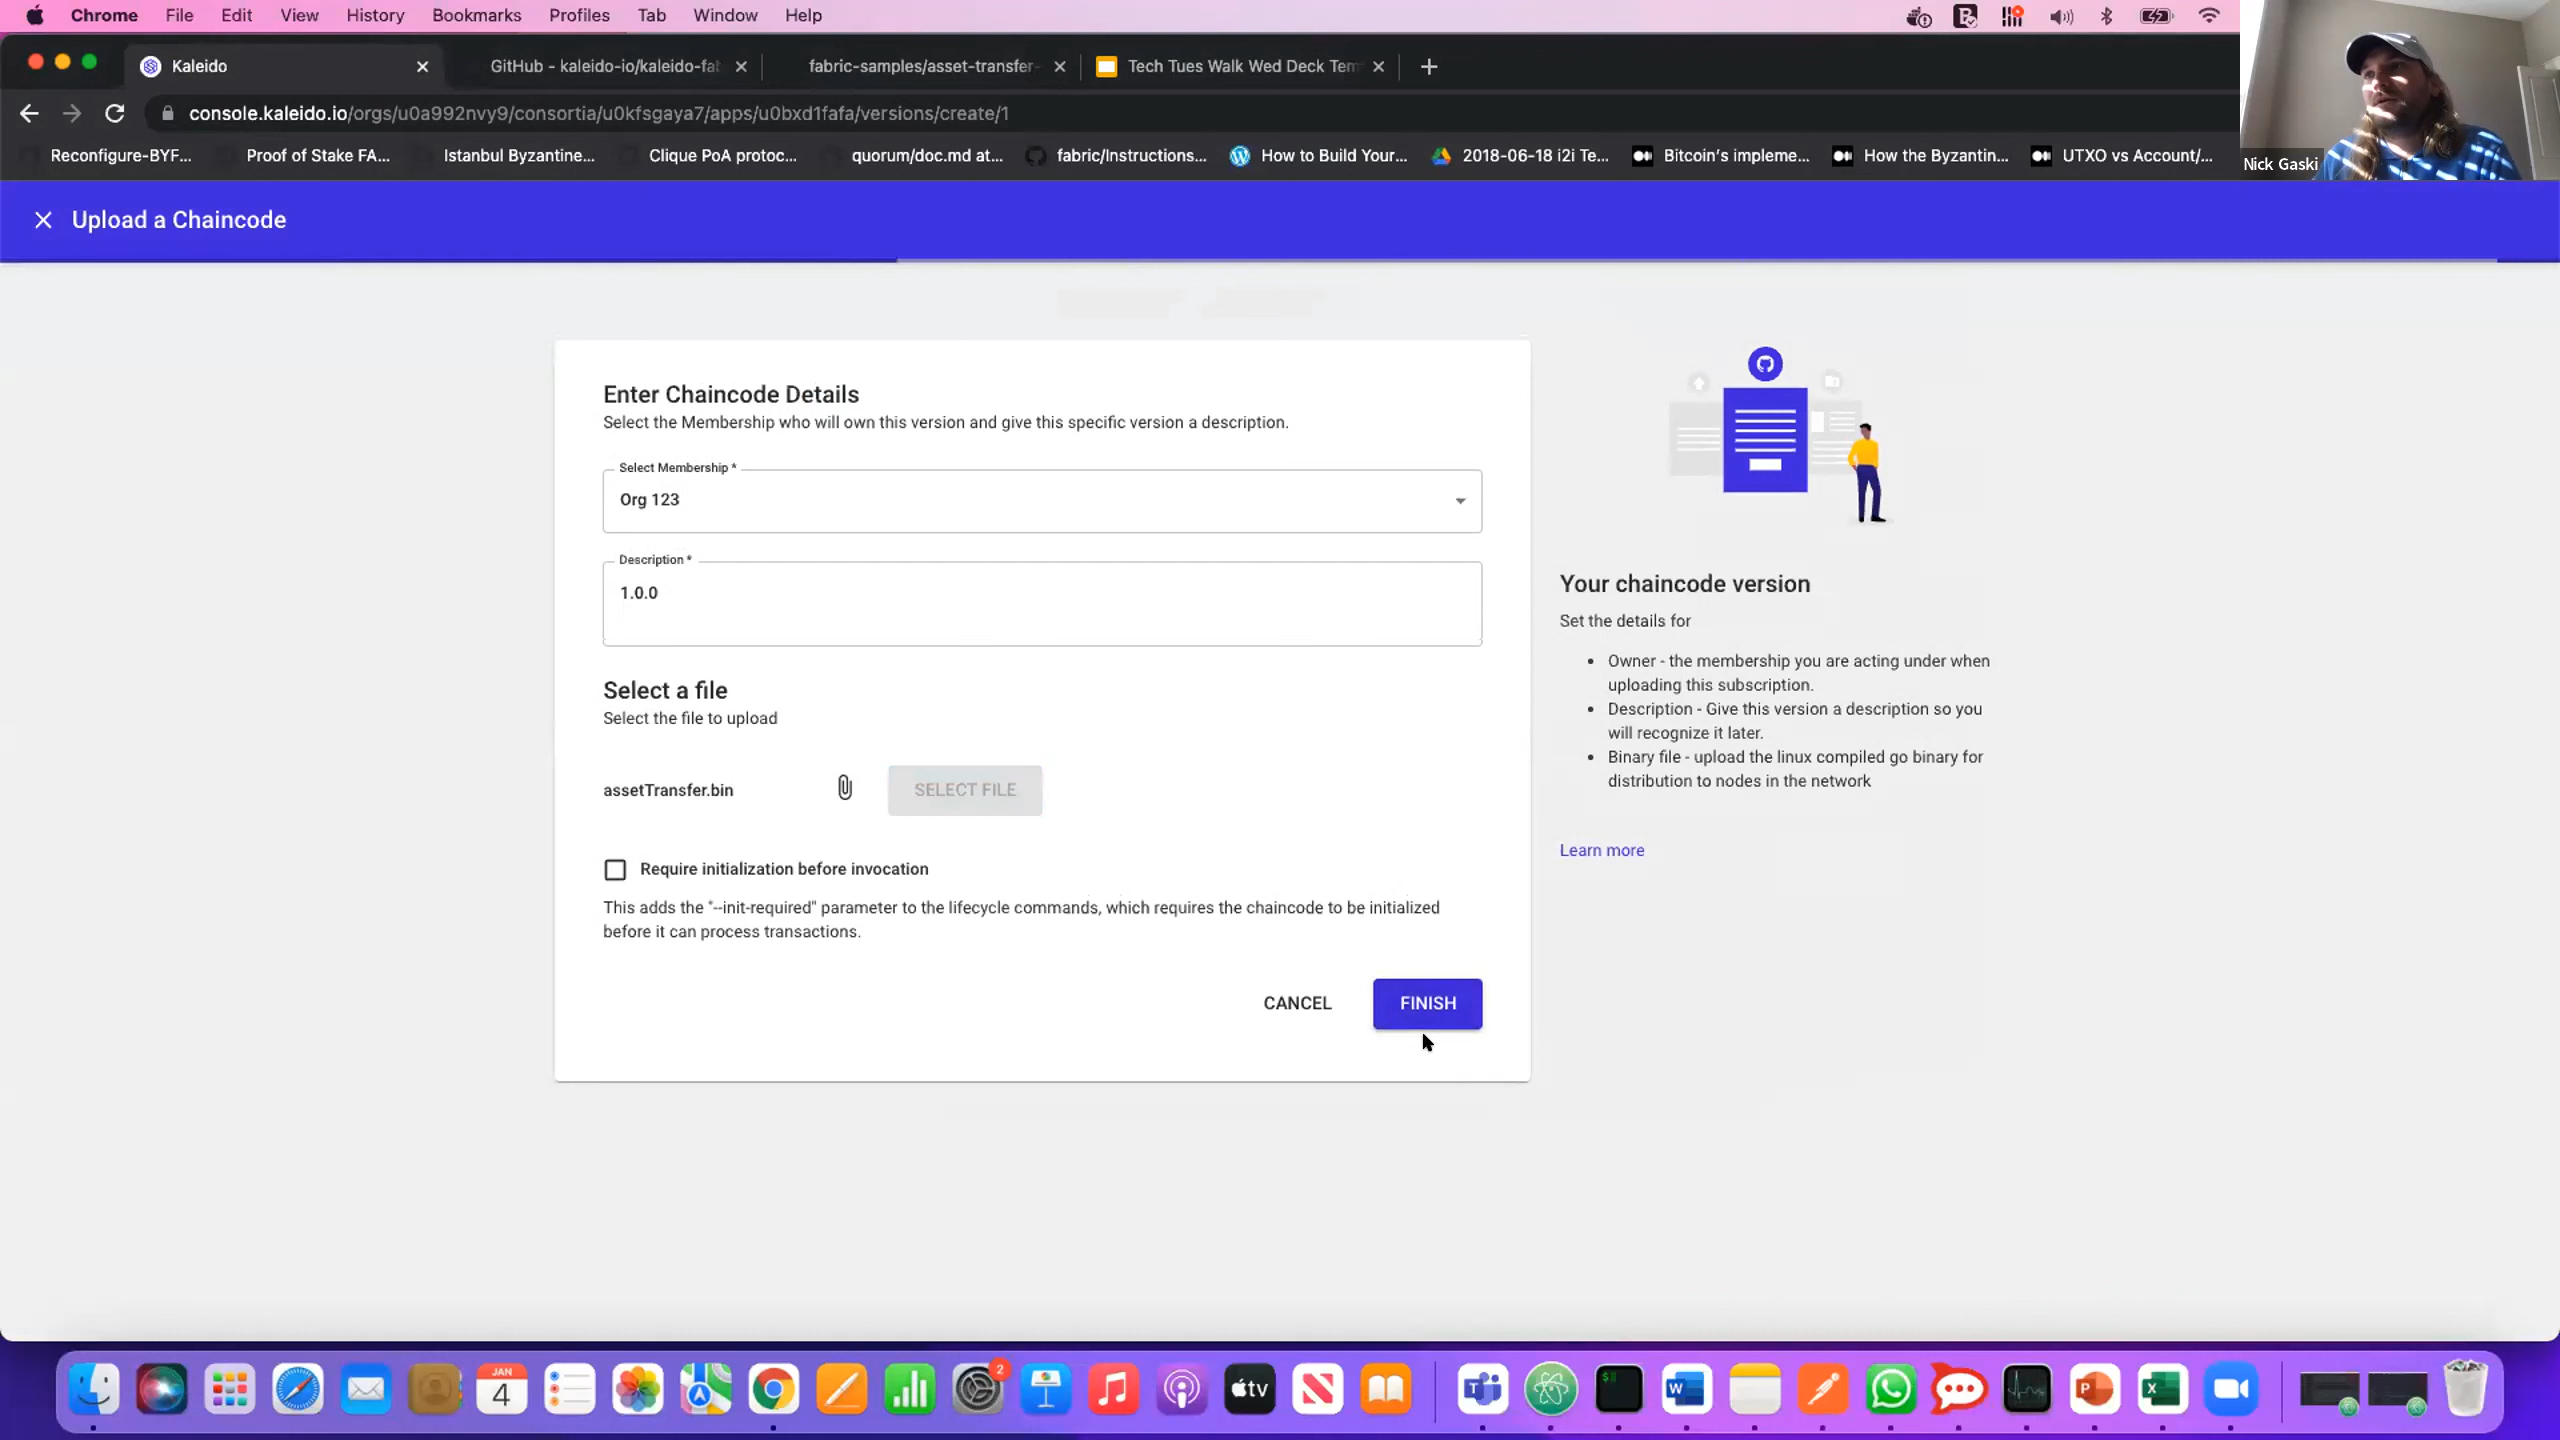 Chrome File Edit View History Bookmarks Profiles Tab Window Help
Kaleido
GitHub - kaleido-io/kaleido-fab
fabric-samples/asset-transfer-
Tech Tues Walk Wed Deck Tem
console.kaleido.io/orgs/u0a992nvy9/consortia/u0kfsgaya7/apps/u0bxd1fafa/versions/create/1
Reconfigure-BYF...
Proof of Stake FA...
Istanbul Byzantine...
Clique PoA protoc...
quorum/doc.md at...
fabric/Instructions...
How to Build Your...
2018-06-18 i2i Te...
Bitcoin's impleme...
How the Byzantin...
UTXO vs Account/...
Nick Gaski
Upload a Chaincode
Enter Chaincode Details
Select the Membership who will own this version and give this specific version a description.
Select Membership *
Org 123
Description *
1.0.0
Select a file
Select the file to upload
assetTransfer.bin
SELECT FILE
Require initialization before invocation
This adds the "--init-required" parameter to the lifecycle commands, which requires the chaincode to be initialized
before it can process transactions.
CANCEL
FINISH
Your chaincode version
Set the details for
• Owner - the membership you are acting under when
uploading this subscription.
• Description - Give this version a description so you
will recognize it later.
• Binary file - upload the linux compiled go binary for
distribution to nodes in the network
Learn more
JAN
4
2
tv